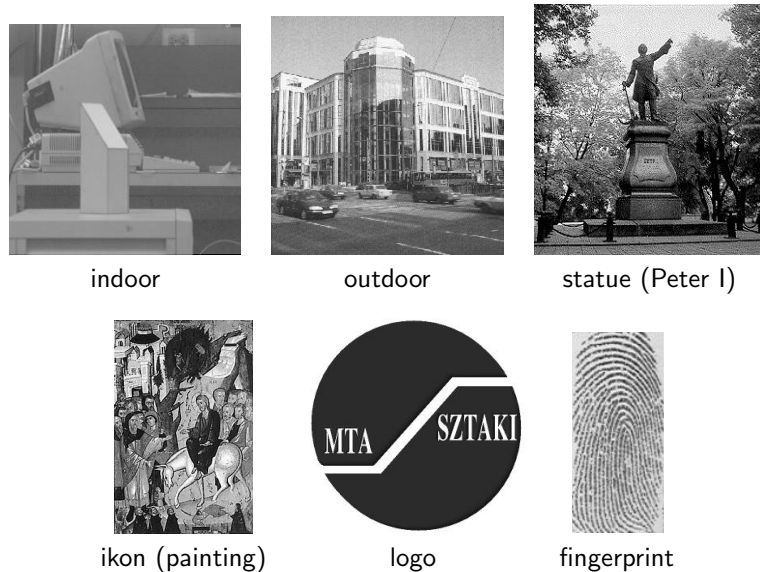 indoor
outdoor
statue (Peter I)
MTA
SZTAKI
ikon (painting)
logo
fingerprint